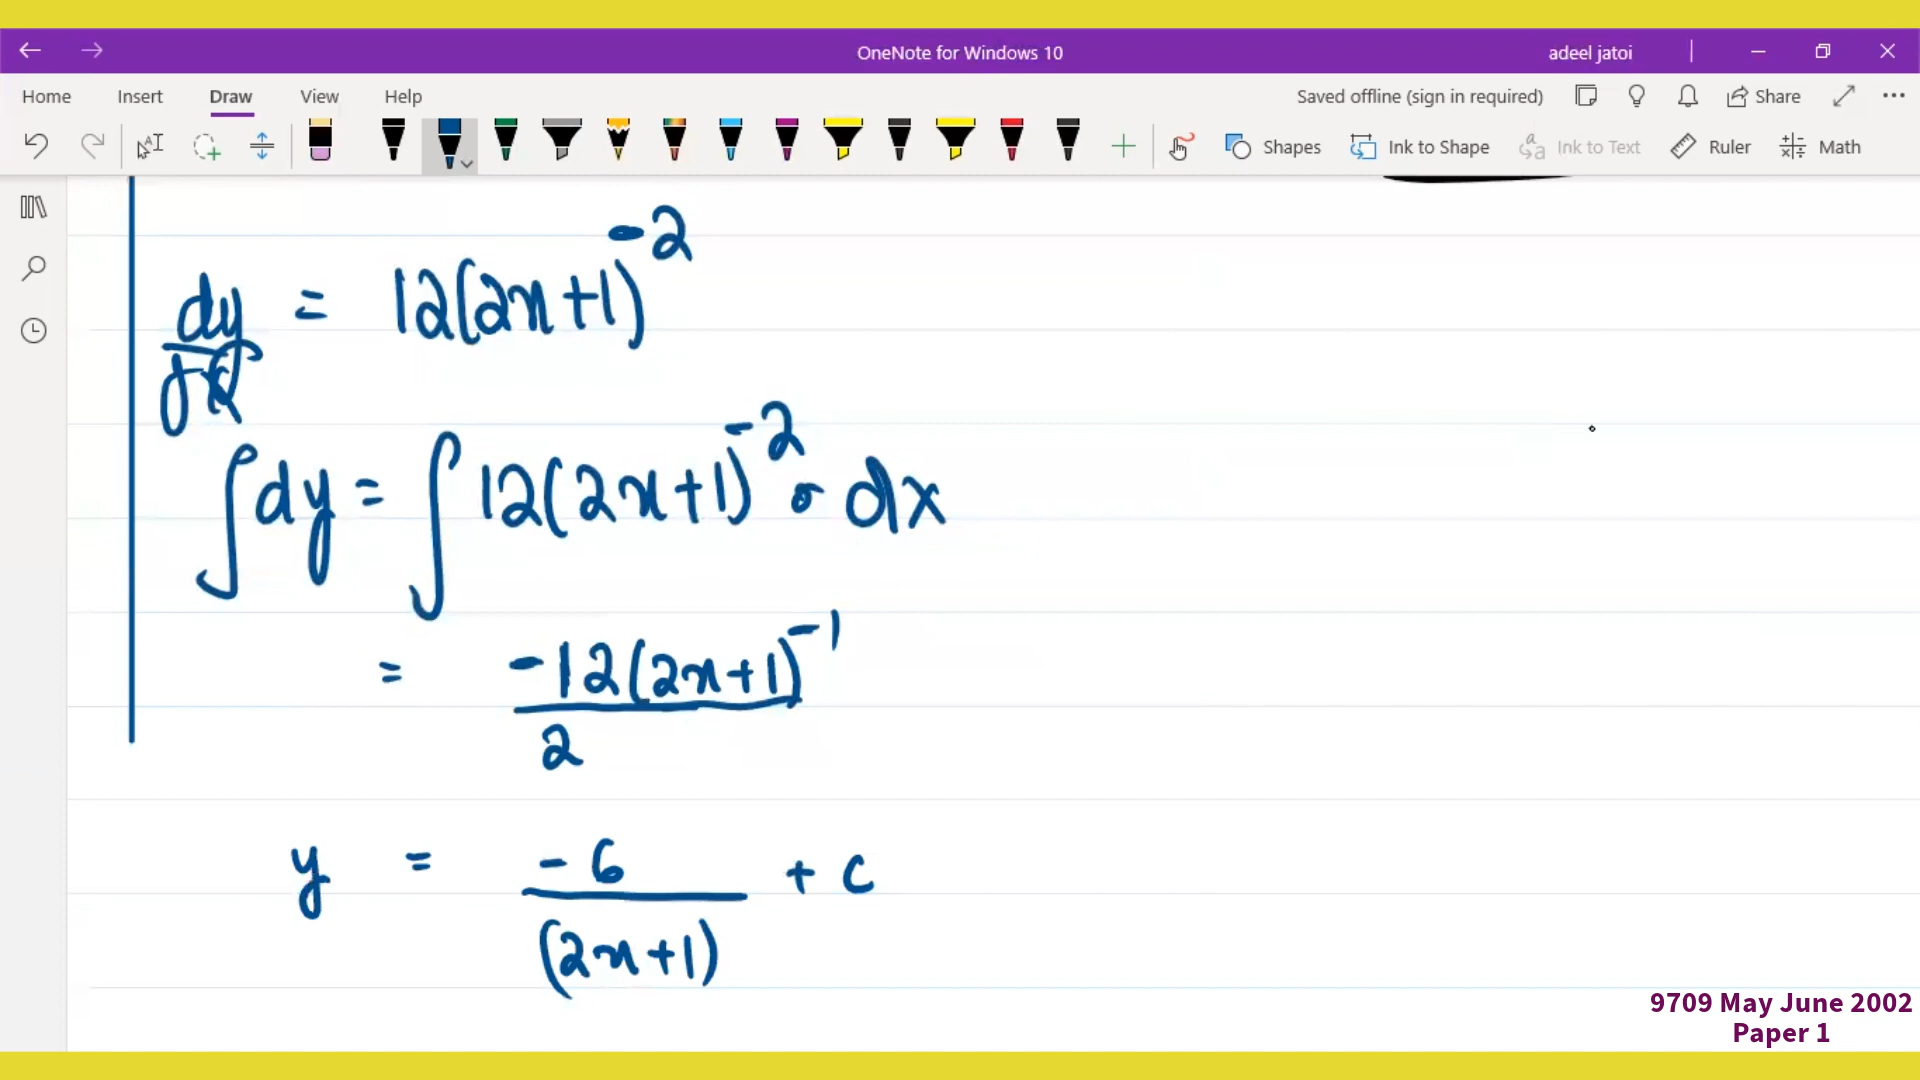 OneNote for Windows 10
adeel jatoi
Home Insert Draw View Help
Saved offline (sign in required)
Share
Shapes
Ink to Shape
Ink to Text
Ruler
Math
dy/dx = 12(2x+1)^-2
∫dy = ∫12(2x+1)^-2 · dx
= -12(2x+1)^-1 / 2
y = -6/(2x+1) + c
9709 May June 2002
Paper 1